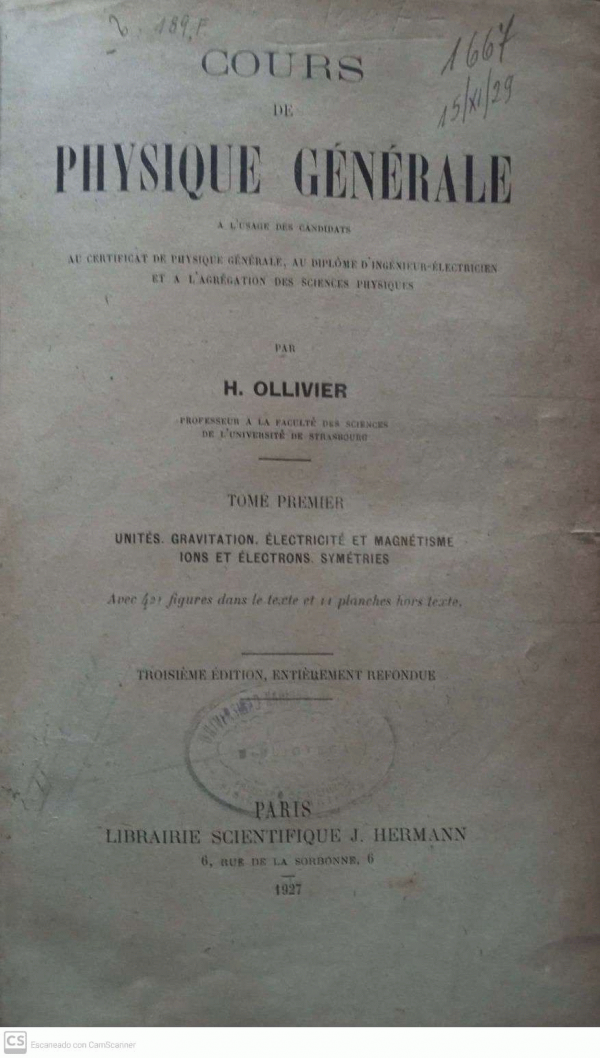 189, F
1667
15/XI/29
COURS
DE
PHYSIQUE GÉNÉRALE
A L'USAGE DES CANDIDATS
AU CERTIFICAT DE PHYSIQUE GÉNÉRALE, AU DIPLÔME D'INGÉNIEUR-ÉLECTRICIEN
ET A L'AGRÉGATION DES SCIENCES PHYSIQUES
PAR
H. OLLIVIER
PROFESSEUR A LA FACULTÉ DES SCIENCES
DE L'UNIVERSITÉ DE STRASBOURG
TOME PREMIER
UNITÉS. GRAVITATION. ÉLECTRICITÉ ET MAGNÉTISME
IONS ET ÉLECTRONS. SYMÉTRIES
Avec 421 figures dans le texte et 11 planches hors texte.
TROISIÈME ÉDITION, ENTIÈREMENT REFONDUE
BIBLIOTECA
PARIS
LIBRAIRIE SCIENTIFIQUE J. HERMANN
6, RUE DE LA SORBONNE, 6
1927
CS Escaneado con CamScanner